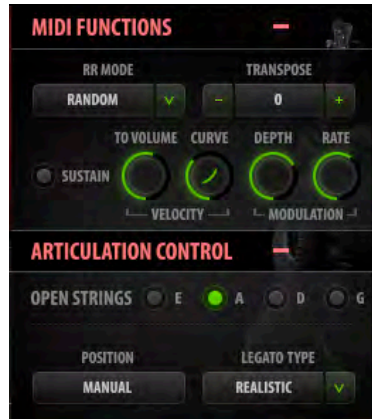 MIDI FUNCTIONS
RR MODE TRANSPOSE
RANDOM V - 0 +
TO VOLUME CURVE DEPTH RATE
SUSTAIN
VELOCITY MODULATION
ARTICULATION CONTROL
OPEN STRINGS E A D G
POSITION LEGATO TYPE
MANUAL REALISTIC V